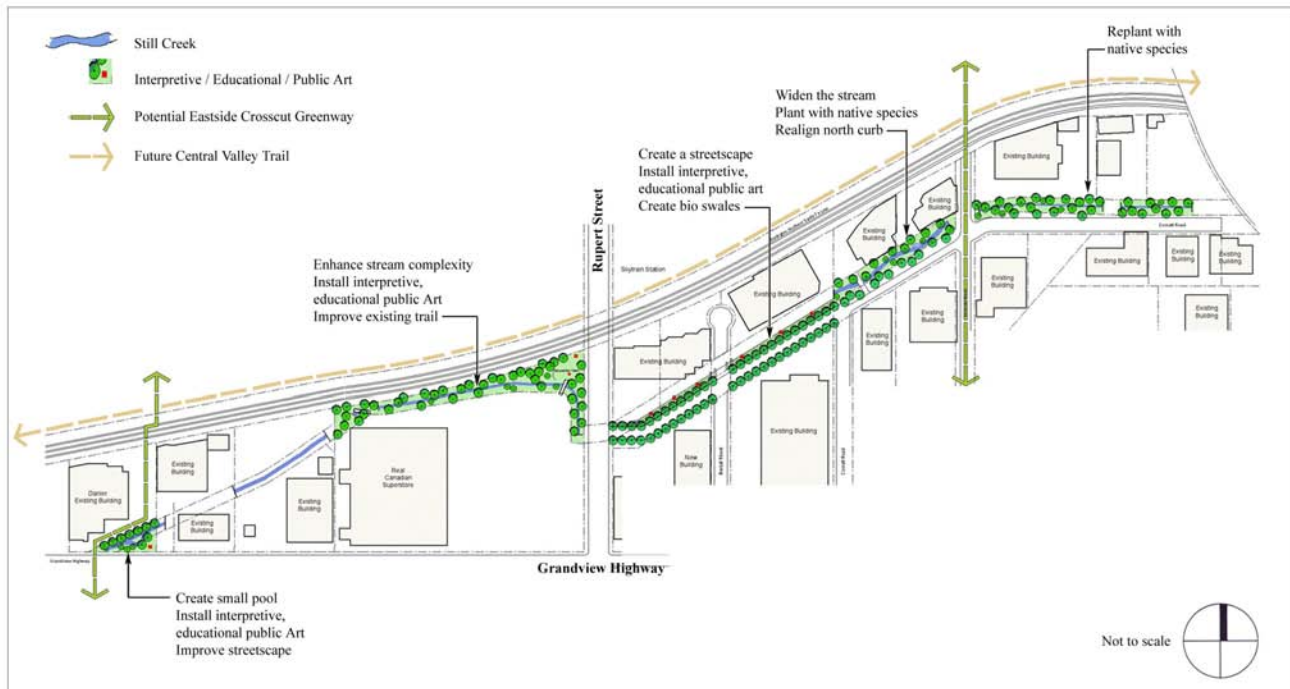 Still Creek
Interpretive / Educational / Public Art
Potential Eastside Crosscut Greenway
Future Central Valley Trail
Replant with
native species
Widen the stream
Plant with native species
Realign north curb
Create a streetscape
Install interpretive,
educational public art
Create bio swales
Enhance stream complexity
Install interpretive,
educational public Art
Improve existing trail
Rupert Street
Skytrain Station
Existing Building
Existing
Building
Existing
Building
Existing Building
Existing Building
Existing
Building
Existing
Building
Existing
Building
Existing
Building
Existing
Building
Existing
Building
Existing
Building
Existing Building
Existing Building
New
Building
Cornett Road
Real
Canadian
Superstore
Existing
Building
Existing
Building
Existing
Building
Danier
Existing Building
Grandview Highway
Grandview Highway
Create small pool
Install interpretive,
educational public Art
Improve streetscape
Not to scale